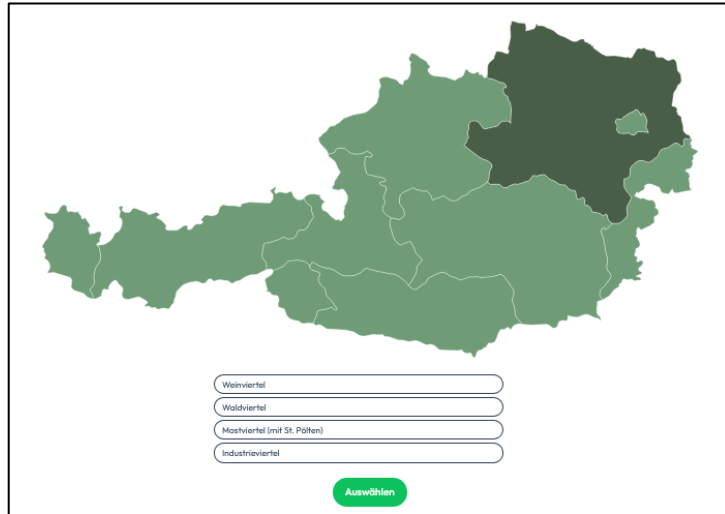 Weinviertel
Waldviertel
Mostviertel (mit St. Pölten)
Industrieviertel
Auswählen